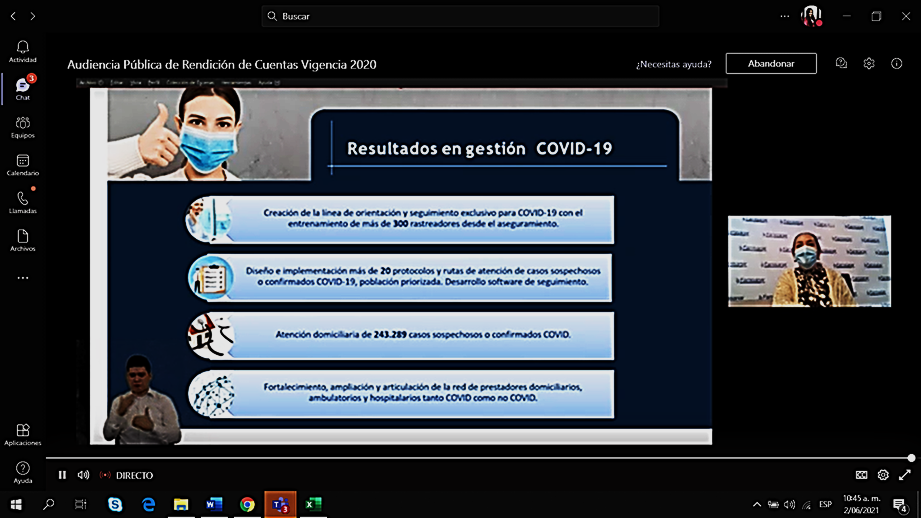 Buscar
Actividad
3
Chat
Equipos
Calendario
Llamadas
Archivos
Aplicaciones
Ayuda
Audiencia Pública de Rendición de Cuentas Vigencia 2020
¿Necesitas ayuda?
Abandonar
Resultados en gestión COVID-19
Creación de la línea de orientación y seguimiento exclusivo para COVID-19 con el
entrenamiento de más de 300 rastreadores desde el aseguramiento.
Diseño e implementación más de 20 protocolos y rutas de atención de casos sospechosos
o confirmados COVID-19, población priorizada. Desarrollo software de seguimiento.
Atención domiciliaria de 243.289 casos sospechosos o confirmados COVID.
Fortalecimiento, ampliación y articulación de la red de prestadores domiciliarios,
ambulatorios y hospitalarios tanto COVID como no COVID.
DIRECTO
ESP
10:45 a. m.
2/06/2021
4